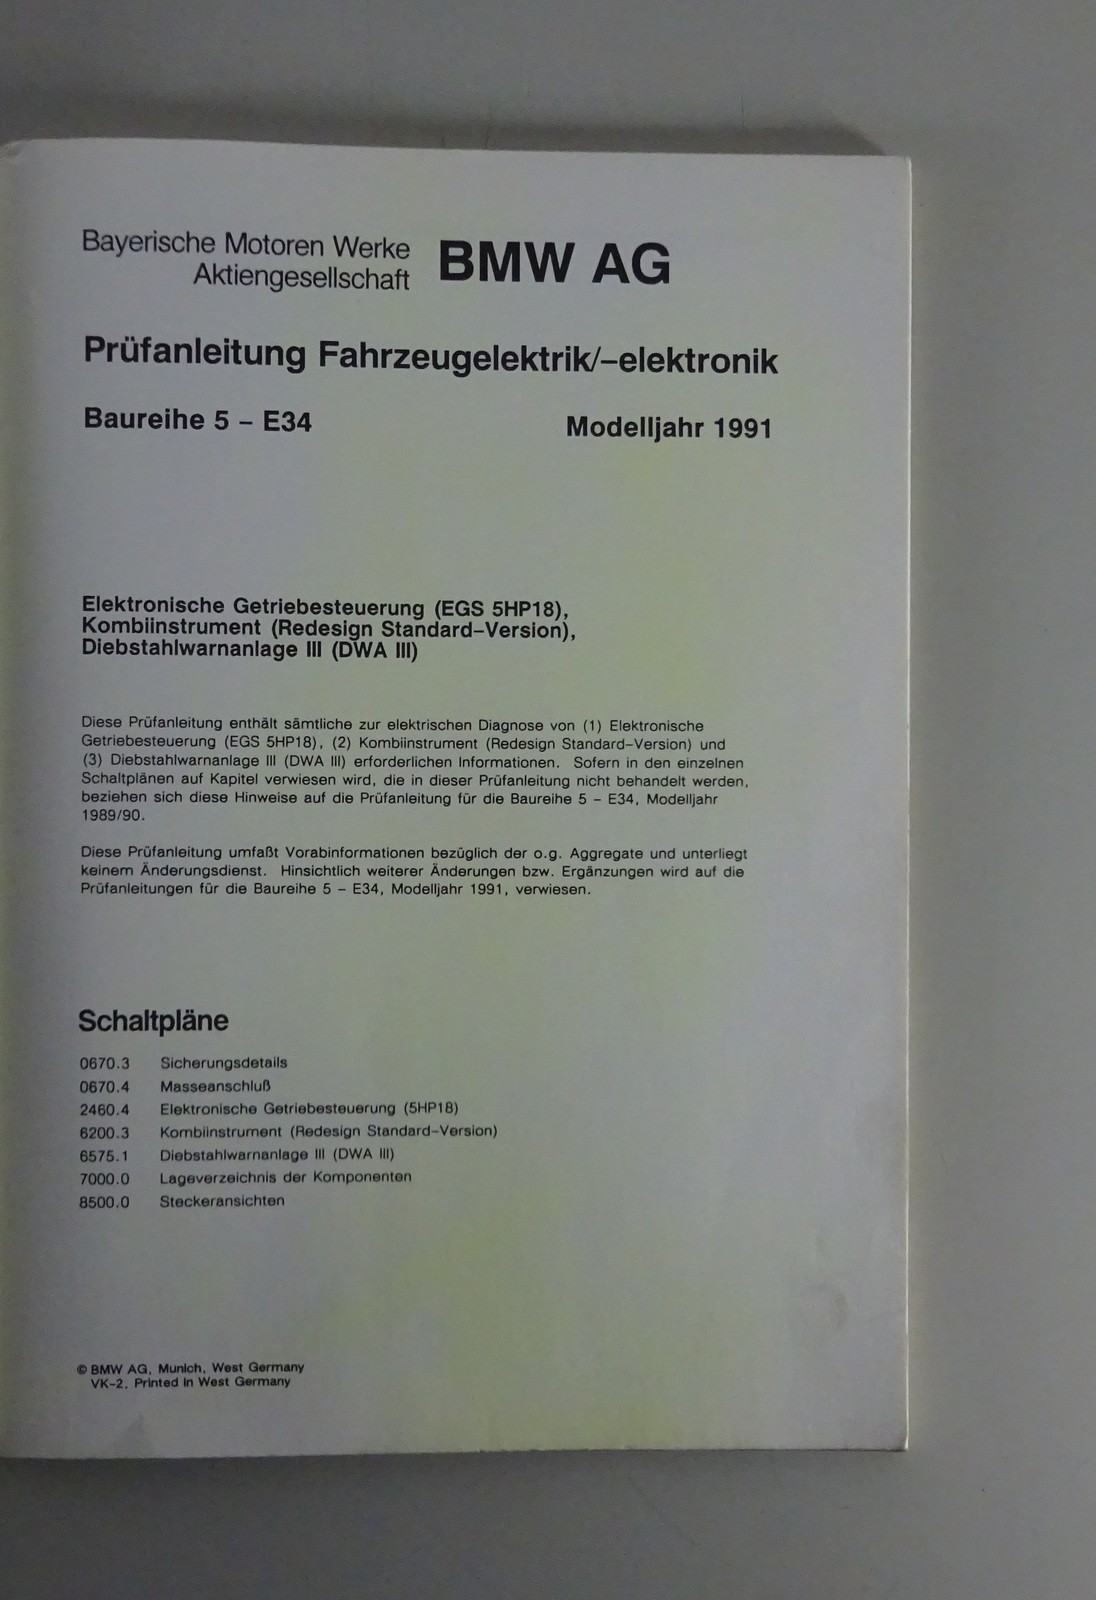 Bayerische Motoren Werke
Aktiengesellschaft
BMW AG
Prüfanleitung Fahrzeugelektrik/–elektronik
Baureihe 5 – E34
Modelljahr 1991
Elektronische Getriebesteuerung (EGS 5HP18),
Kombiinstrument (Redesign Standard–Version),
Diebstahlwarnanlage III (DWA III)
Diese Prüfanleitung enthält sämtliche zur elektrischen Diagnose von (1) Elektronische
Getriebesteuerung (EGS 5HP18), (2) Kombiinstrument (Redesign Standard–Version) und
(3) Diebstahlwarnanlage III (DWA III) erforderlichen Informationen. Sofern in den einzelnen
Schaltplänen auf Kapitel verwiesen wird, die in dieser Prüfanleitung nicht behandelt werden,
beziehen sich diese Hinweise auf die Prüfanleitung für die Baureihe 5 – E34, Modelljahr
1989/90.
Diese Prüfanleitung umfaßt Vorabinformationen bezüglich der o.g. Aggregate und unterliegt
keinem Änderungsdienst. Hinsichtlich weiterer Änderungen bzw. Ergänzungen wird auf die
Prüfanleitungen für die Baureihe 5 – E34, Modelljahr 1991, verwiesen.
Schaltpläne
0670.3 Sicherungsdetails
0670.4 Masseanschluß
2460.4 Elektronische Getriebesteuerung (5HP18)
6200.3 Kombiinstrument (Redesign Standard–Version)
6575.1 Diebstahlwarnanlage III (DWA III)
7000.0 Lageverzeichnis der Komponenten
8500.0 Steckeransichten
© BMW AG, Munich, West Germany
VK–2, Printed in West Germany